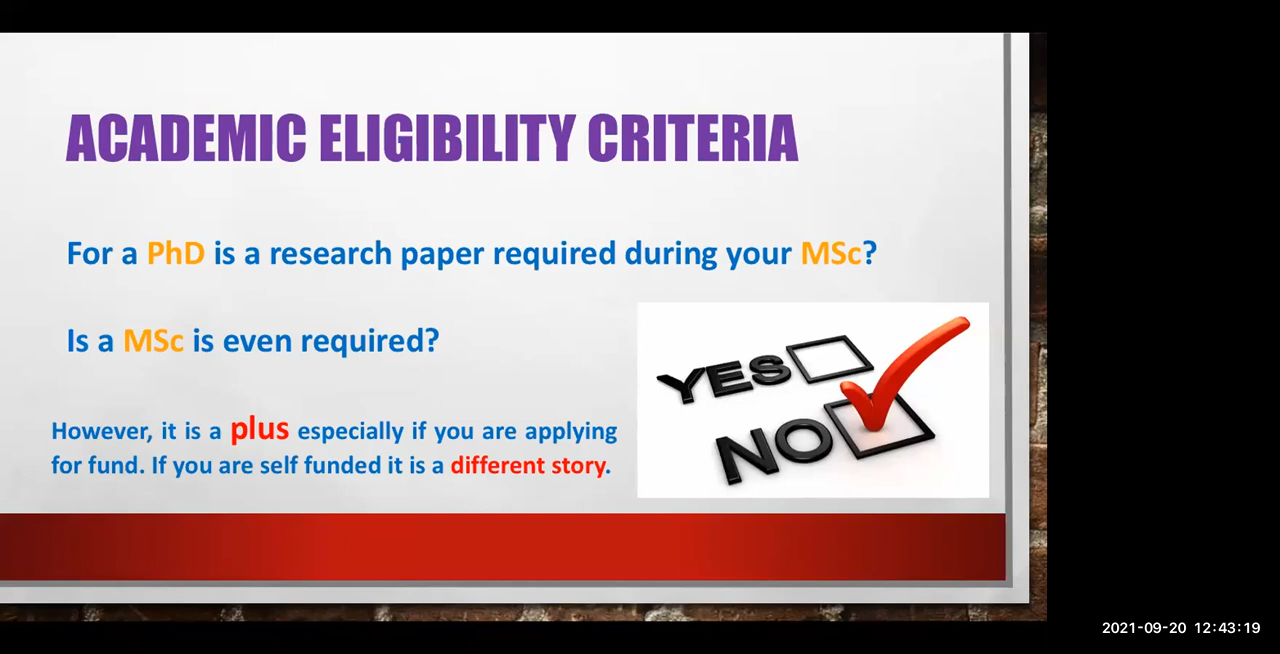 ACADEMIC ELIGIBILITY CRITERIA
For a PhD is a research paper required during your MSc?
Is a MSc is even required?
YES
NO
However, it is a plus especially if you are applying
for fund. If you are self funded it is a different story.
2021-09-20 12:43:19